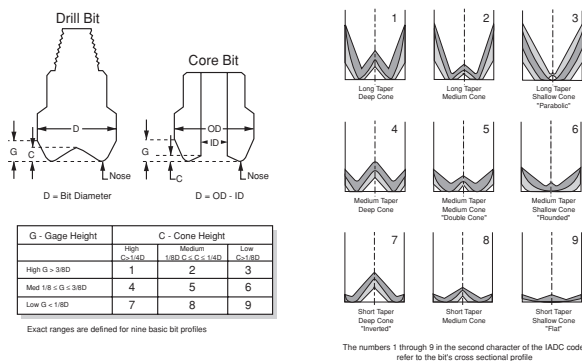 Drill Bit
Core Bit
D
OD
ID
G
C
G
C
Nose
Nose
D = Bit Diameter
D = OD - ID
G - Gage Height
C - Cone Height
High
C>1/4D
Medium
1/8D C ≤ C ≤ 1/4D
Low
C>1/8D
High G > 3/8D
1
2
3
Med 1/8 ≤ G ≤ 3/8D
4
5
6
Low G < 1/8D
7
8
9
Exact ranges are defined for nine basic bit profiles
1
2
3
Long Taper
Deep Cone
Long Taper
Medium Cone
Long Taper
Shallow Cone
"Parabolic"
4
5
6
Medium Taper
Deep Cone
Medium Taper
Medium Cone
"Double Cone"
Medium Taper
Shallow Cone
"Rounded"
7
8
9
Short Taper
Deep Cone
"Inverted"
Short Taper
Medium Cone
Short Taper
Shallow Cone
"Flat"
The numbers 1 through 9 in the second character of the IADC code
refer to the bit's cross sectional profile